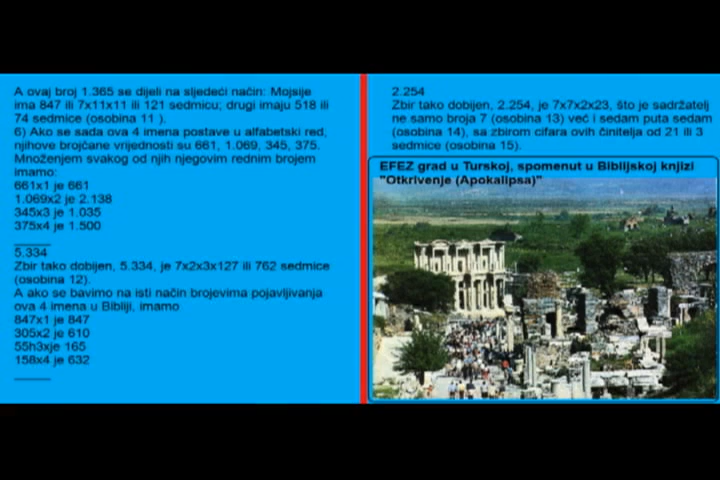 A ovaj broj 1.365 se dijeli na sljedeći način: Mojsije
ima 847 ili 7x11x11 ili 121 sedmicu; drugi imaju 518 ili
74 sedmice (osobina 11 ).
6) Ako se sada ova 4 imena postave u alfabetski red,
njihove brojčane vrijednosti su 661, 1.069, 345, 375.
Množenjem svakog od njih njegovim rednim brojem
imamo:
661x1 je 661
1.069x2 je 2.138
345x3 je 1.035
375x4 je 1.500
______
5.334
Zbir tako dobijen, 5.334, je 7x2x3x127 ili 762 sedmice
(osobina 12).
A ako se bavimo na isti način brojevima pojavljivanja
ova 4 imena u Bibliji, imamo
847x1 je 847
305x2 je 610
55h3xje 165
158x4 je 632
______
2.254
Zbir tako dobijen, 2.254, je 7x7x2x23, što je sadržatelj
ne samo broja 7 (osobina 13) već i sedam puta sedam
(osobina 14), sa zbirom cifara ovih činitelja od 21 ili 3
sedmice (osobina 15).
EFEZ grad u Turskoj, spomenut u Biblijskoj knjizi
"Otkrivenje (Apokalipsa)"